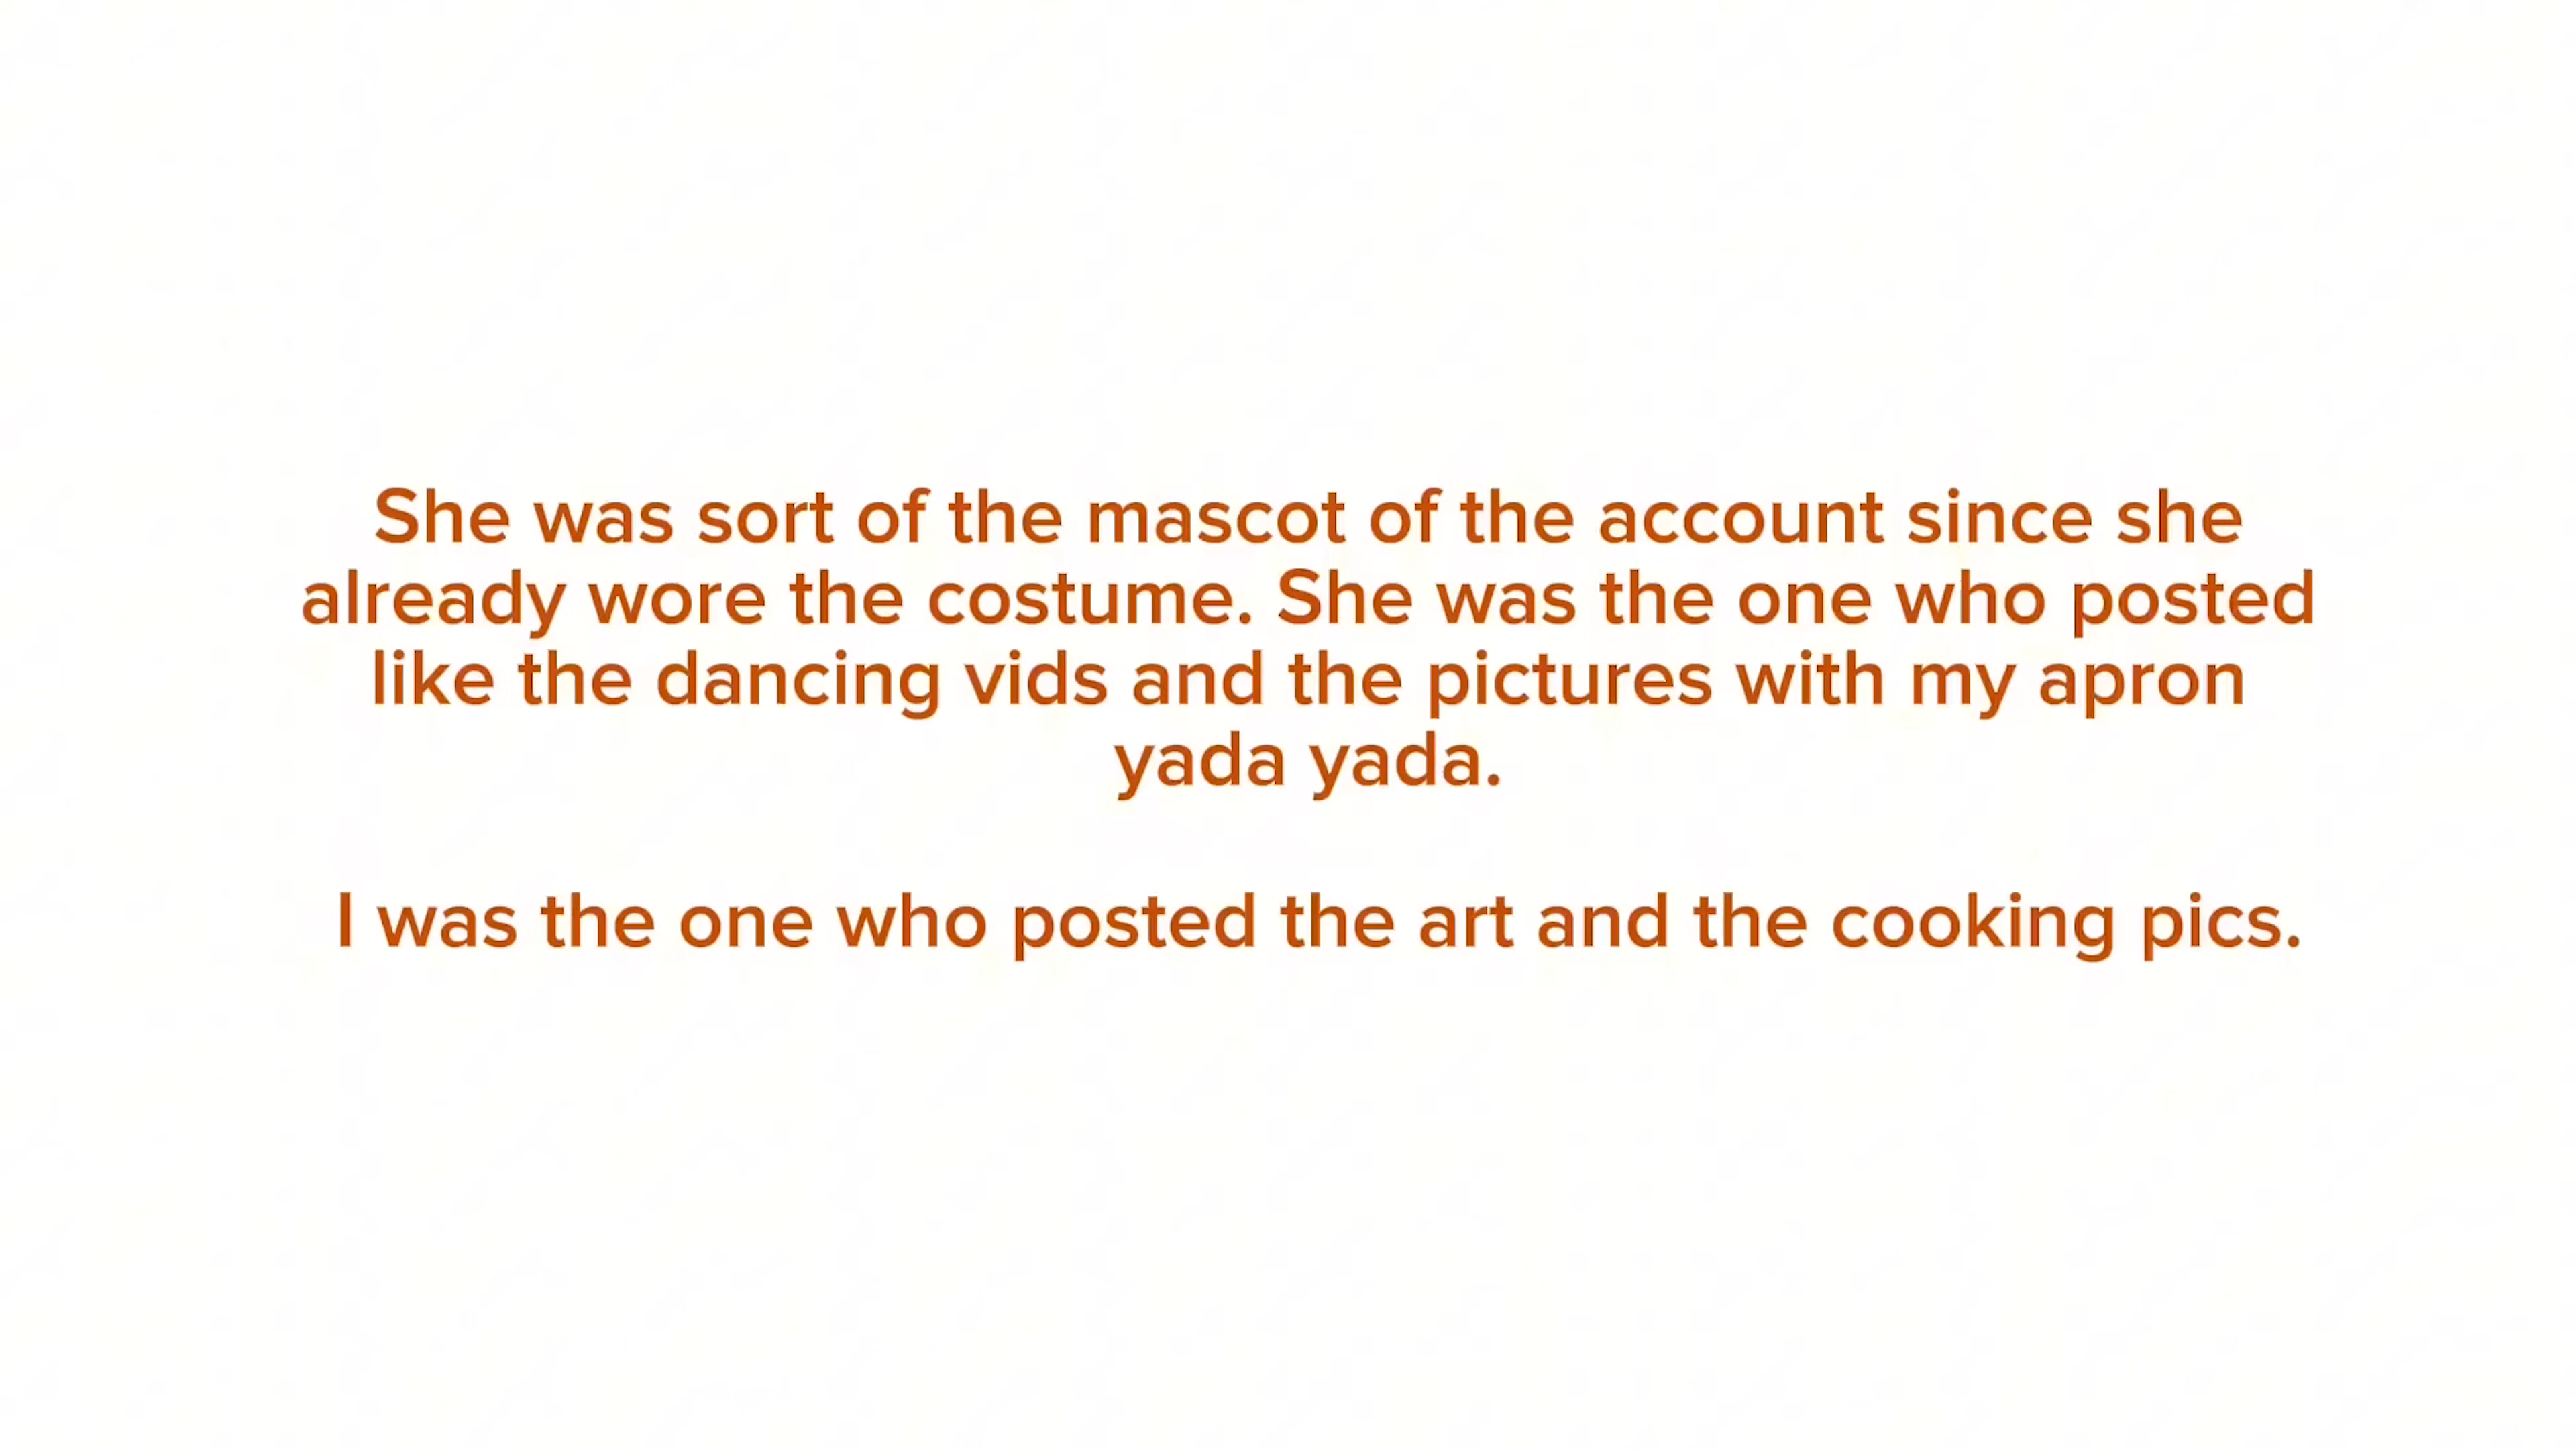 She was sort of the mascot of the account since she
already wore the costume. She was the one who posted
like the dancing vids and the pictures with my apron
yada yada.
I was the one who posted the art and the cooking pics.